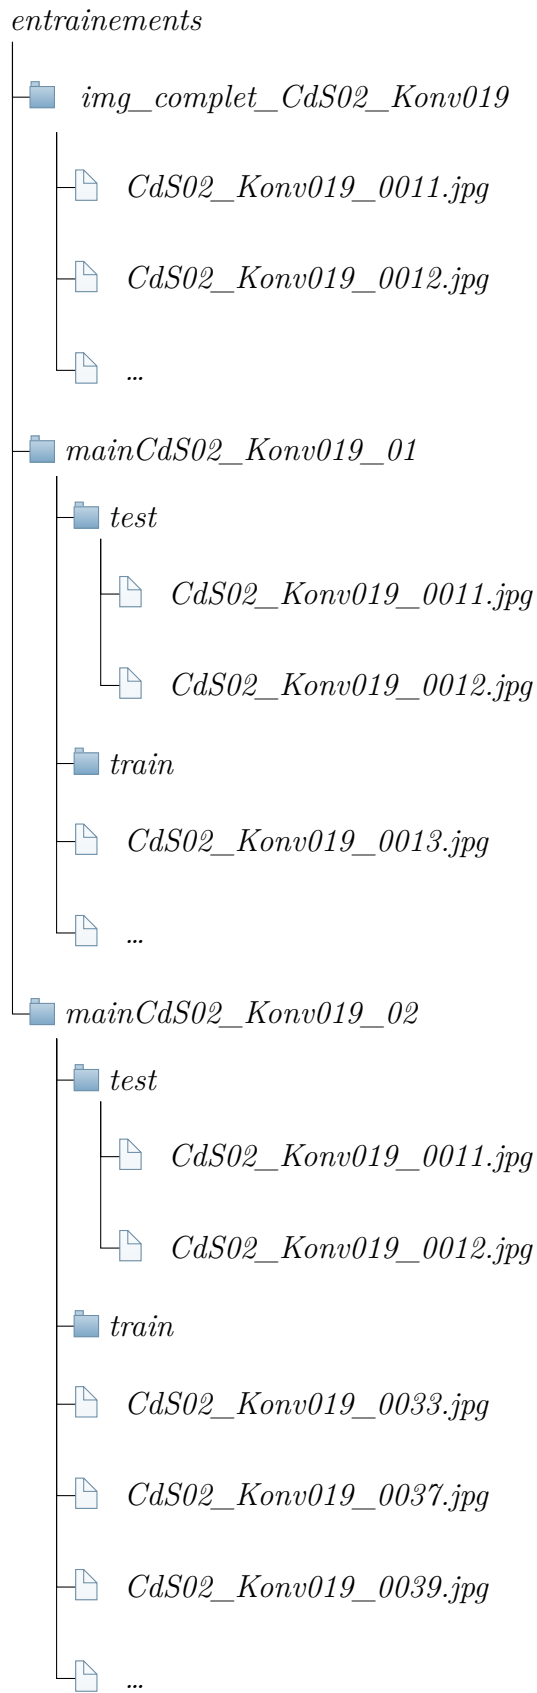 entrainements
img_complet_CdS02_Konv019
CdS02_Konv019_0011.jpg
CdS02_Konv019_0012.jpg
...
mainCdS02_Konv019_01
test
CdS02_Konv019_0011.jpg
CdS02_Konv019_0012.jpg
train
CdS02_Konv019_0013.jpg
...
mainCdS02_Konv019_02
test
CdS02_Konv019_0011.jpg
CdS02_Konv019_0012.jpg
train
CdS02_Konv019_0033.jpg
CdS02_Konv019_0037.jpg
CdS02_Konv019_0039.jpg
...